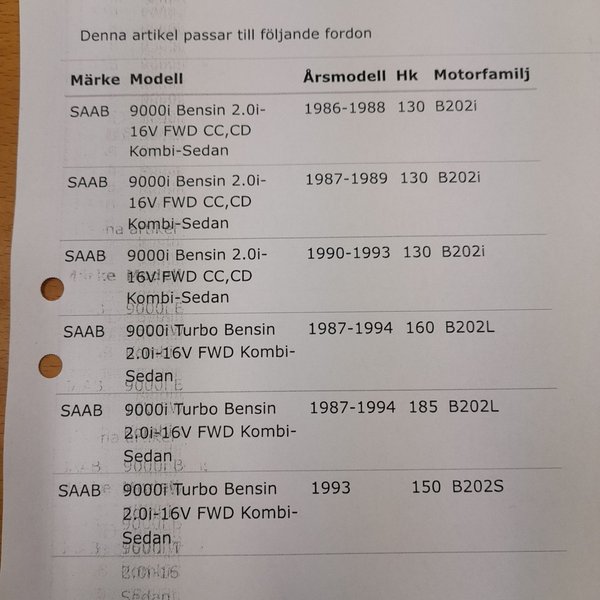 Denna artikel passar till följande fordon
Märke Modell Årsmodell Hk Motorfamilj
SAAB 9000i Bensin 2.0i- 1986-1988 130 B202i
16V FWD CC,CD
Kombi-Sedan
SAAB 9000i Bensin 2.0i- 1987-1989 130 B202i
16V FWD CC,CD
Kombi-Sedan
SAAB 9000i Bensin 2.0i- 1990-1993 130 B202i
16V FWD CC,CD
Kombi-Sedan
SAAB 9000i Turbo Bensin 1987-1994 160 B202L
2.0i-16V FWD Kombi-
Sedan
SAAB 9000i Turbo Bensin 1987-1994 185 B202L
2.0i-16V FWD Kombi-
Sedan
SAAB 9000i Turbo Bensin 1993 150 B202S
2.0i-16V FWD Kombi-
Sedan